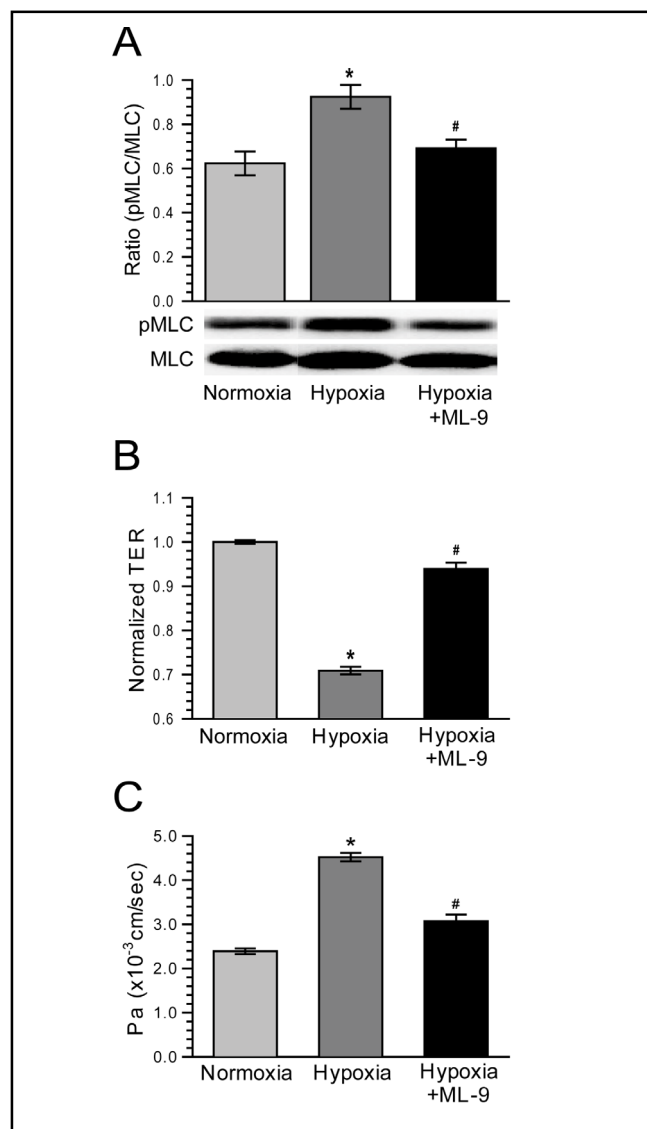 A
Ratio (pMLC/MLC)
1.0
0.8
0.6
0.4
0.2
0.0
*
#
pMLC
MLC
Normoxia Hypoxia Hypoxia
+ML-9
B
Normalized TER
1.1
1.0
0.9
0.8
0.7
0.6
*
#
Normoxia Hypoxia Hypoxia
+ML-9
C
Pa (x10⁻³cm/sec)
5.0
4.0
3.0
2.0
1.0
0.0
*
#
Normoxia Hypoxia Hypoxia
+ML-9